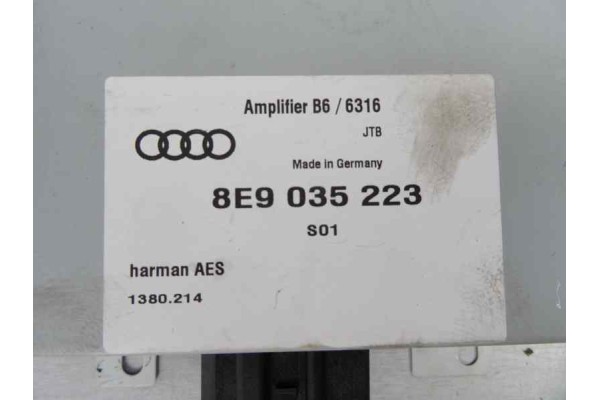 Amplifier B6 / 6316
JTB
Made in Germany
8E9 035 223
S01
harman AES
1380.214